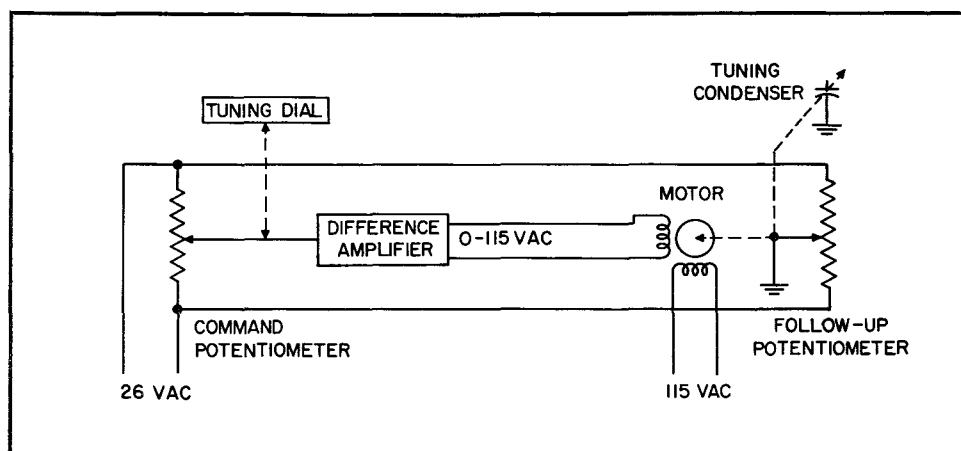 TUNING
CONDENSER
TUNING DIAL
MOTOR
DIFFERENCE
AMPLIFIER
0-115 VAC
COMMAND
POTENTIOMETER
FOLLOW-UP
POTENTIOMETER
26 VAC
115 VAC